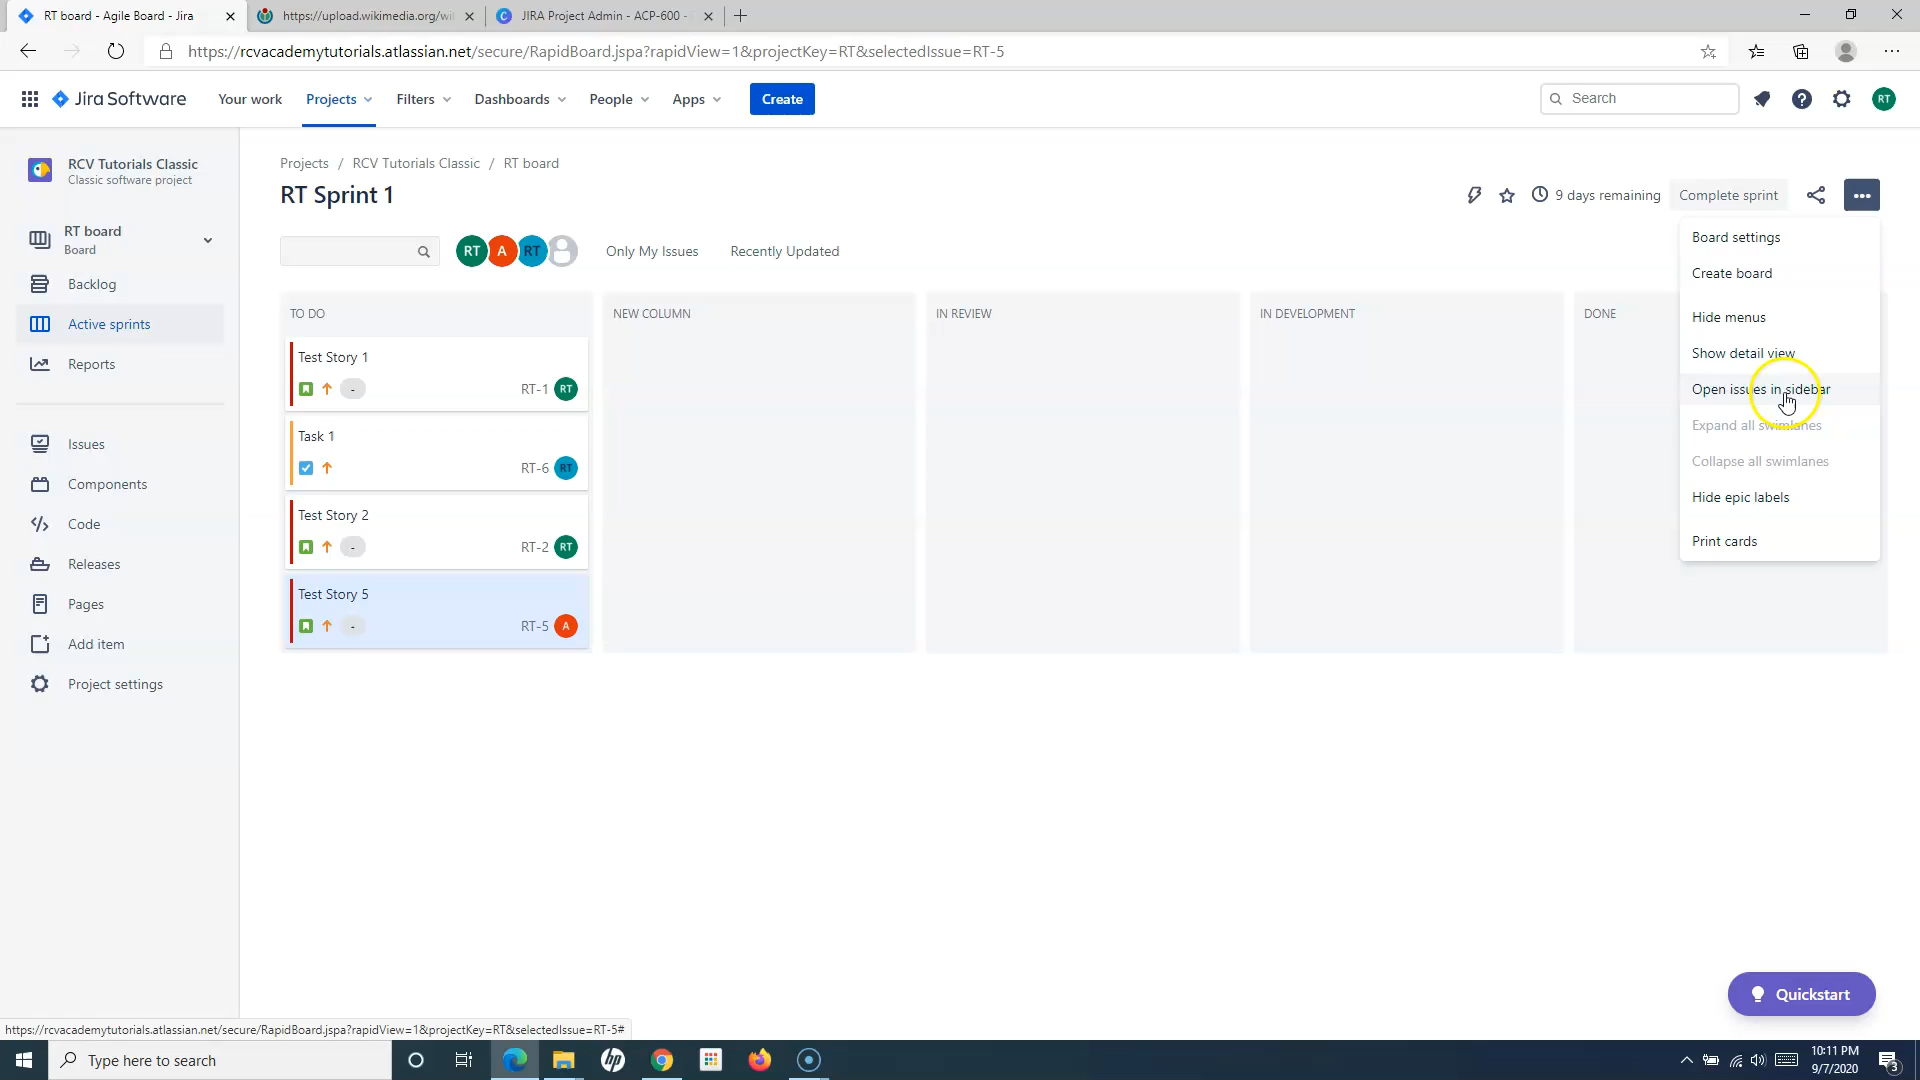 RT board - Agile Board - Jira
https://upload.wikimedia.org/wi
JIRA Project Admin - ACP-600 -
https://rcvacademytutorials.atlassian.net/secure/RapidBoard.jspa?rapidView=1&projectKey=RT&selectedIssue=RT-5
Jira Software
Your work
Projects
Filters
Dashboards
People
Apps
Create
Search
RT
RCV Tutorials Classic
Classic software project
RT board
Board
Backlog
Active sprints
Reports
Issues
Components
Code
Releases
Pages
Add item
Project settings
Projects / RCV Tutorials Classic / RT board
RT Sprint 1
9 days remaining
Complete sprint
RT A RT
Only My Issues
Recently Updated
TO DO
NEW COLUMN
IN REVIEW
IN DEVELOPMENT
DONE
Test Story 1
- RT-1 RT
Task 1
RT-6 RT
Test Story 2
- RT-2 RT
Test Story 5
- RT-5 A
Board settings
Create board
Hide menus
Show detail view
Open issues in sidebar
Expand all swimlanes
Collapse all swimlanes
Hide epic labels
Print cards
Quickstart
https://rcvacademytutorials.atlassian.net/secure/RapidBoard.jspa?rapidView=1&projectKey=RT&selectedIssue=RT-5#
Type here to search
hp
10:11 PM
9/7/2020
3